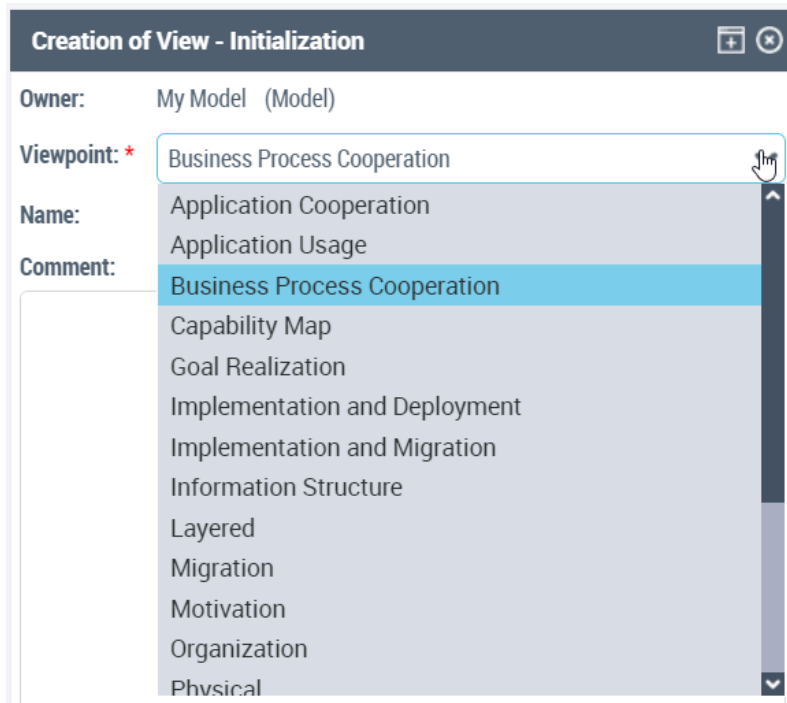 Creation of View - Initialization
Owner: My Model (Model)
Viewpoint: * Business Process Cooperation
Name:
Comment:
Application Cooperation
Application Usage
Business Process Cooperation
Capability Map
Goal Realization
Implementation and Deployment
Implementation and Migration
Information Structure
Layered
Migration
Motivation
Organization
Physical